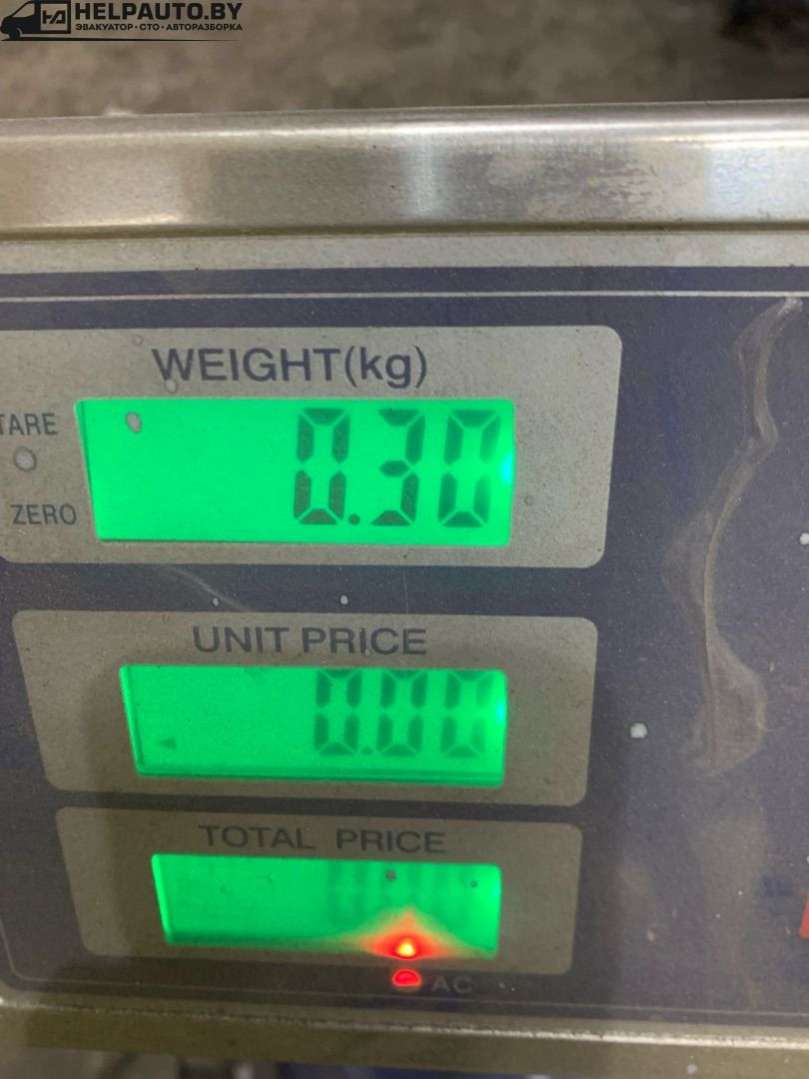 HELPAUTO.BY
ЭВАКУАТОР·СТО·АВТОРАЗБОРКА
WEIGHT(kg)
TARE
0.30
ZERO
UNIT PRICE
0.00
TOTAL PRICE
AC